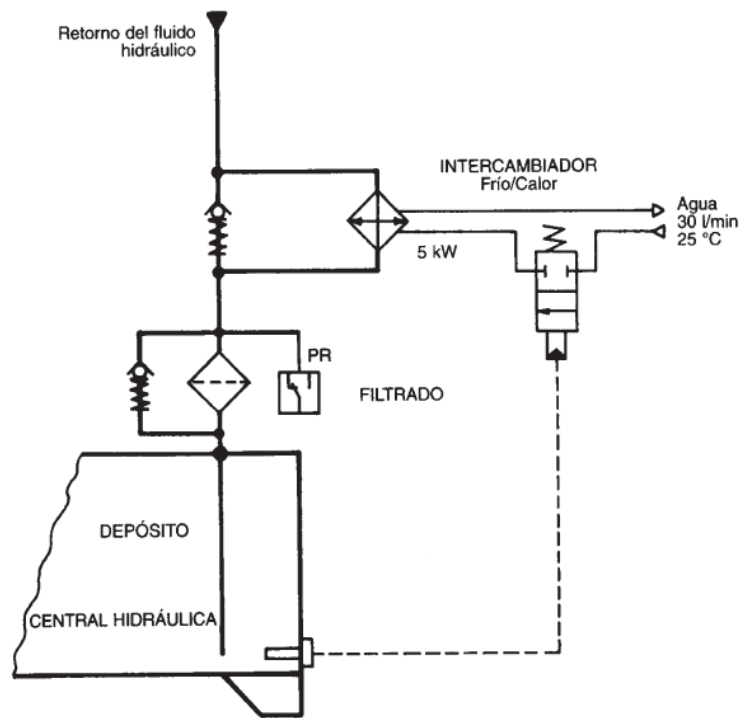 Retorno del fluido
hidráulico
INTERCAMBIADOR
Frío/Calor
Agua
30 l/min
25 °C
5 kW
PR
FILTRADO
DEPÓSITO
CENTRAL HIDRÁULICA